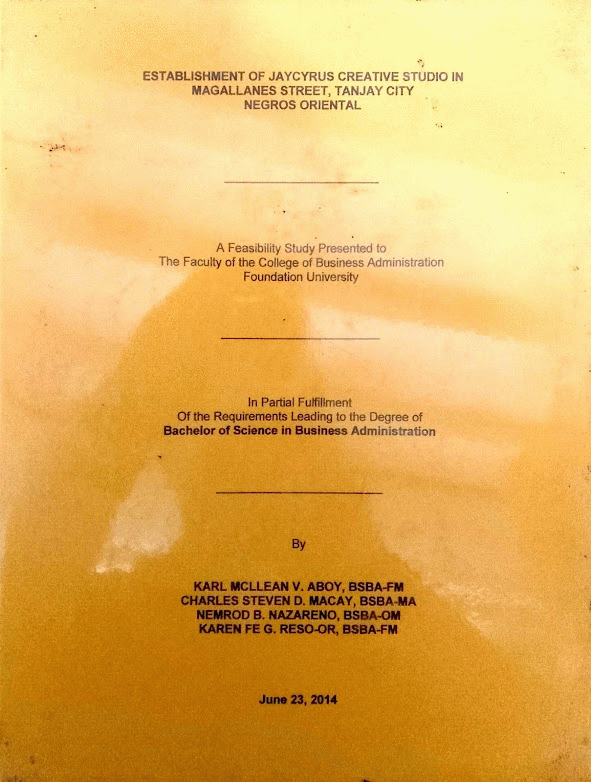 ESTABLISHMENT OF JAYCYRUS CREATIVE STUDIO IN
MAGALLANES STREET, TANJAY CITY
NEGROS ORIENTAL
A Feasibility Study Presented to
The Faculty of the College of Business Administration
Foundation University
In Partial Fulfillment
Of the Requirements Leading to the Degree of
Bachelor of Science in Business Administration
By
KARL MCLLEAN V. ABOY, BSBA-FM
CHARLES STEVEN D. MACAY, BSBA-MA
NEMROD B. NAZARENO, BSBA-OM
KAREN FE G. RESO-OR, BSBA-FM
June 23, 2014